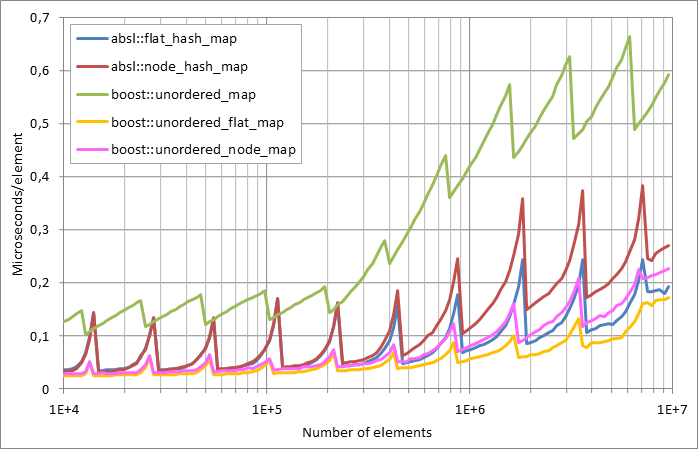 0,7
0,6
0,5
0,4
0,3
0,2
0,1
0
Microseconds/element
absl::flat_hash_map
absl::node_hash_map
boost::unordered_map
boost::unordered_flat_map
boost::unordered_node_map
1E+4 1E+5 1E+6 1E+7
Number of elements